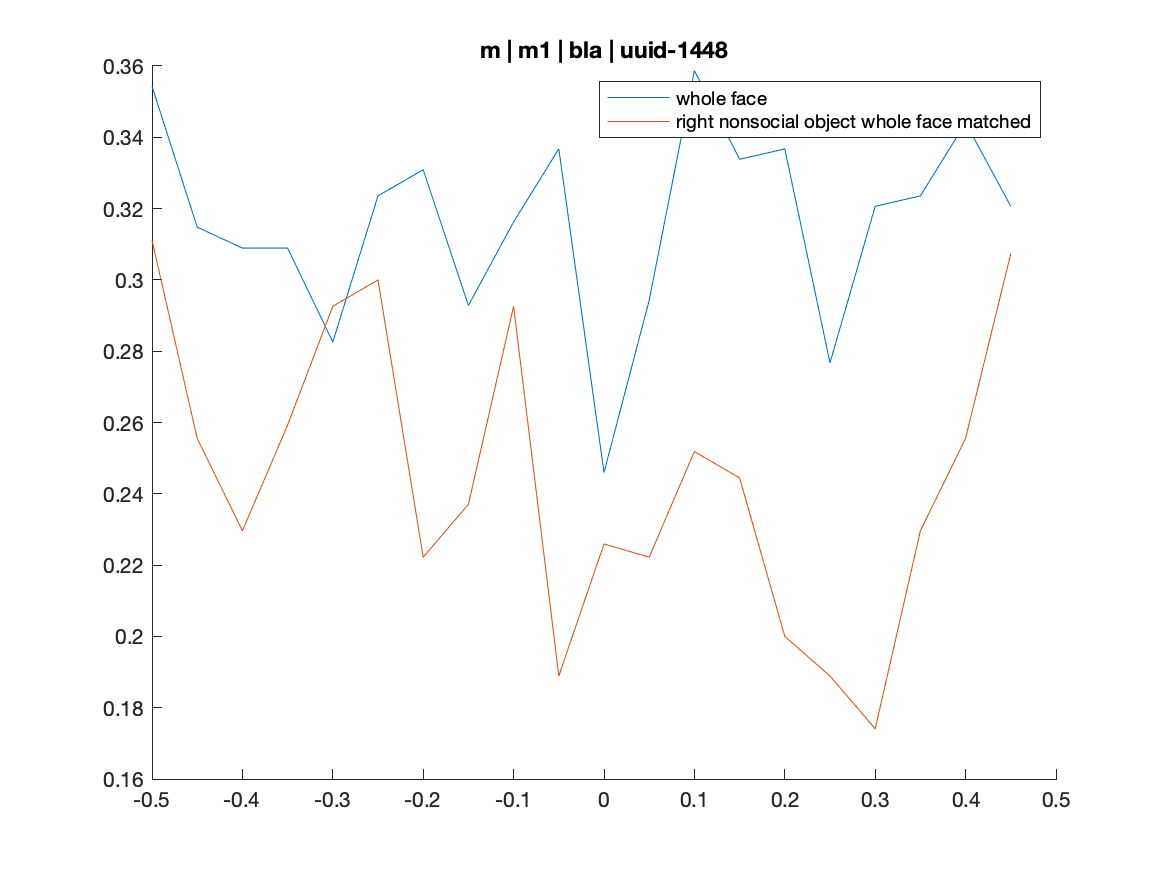 m | m1 | bla | uuid-1448
whole face
right nonsocial object whole face matched
0.36
0.34
0.32
0.3
0.28
0.26
0.24
0.22
0.2
0.18
0.16
-0.5 -0.4 -0.3 -0.2 -0.1 0 0.1 0.2 0.3 0.4 0.5